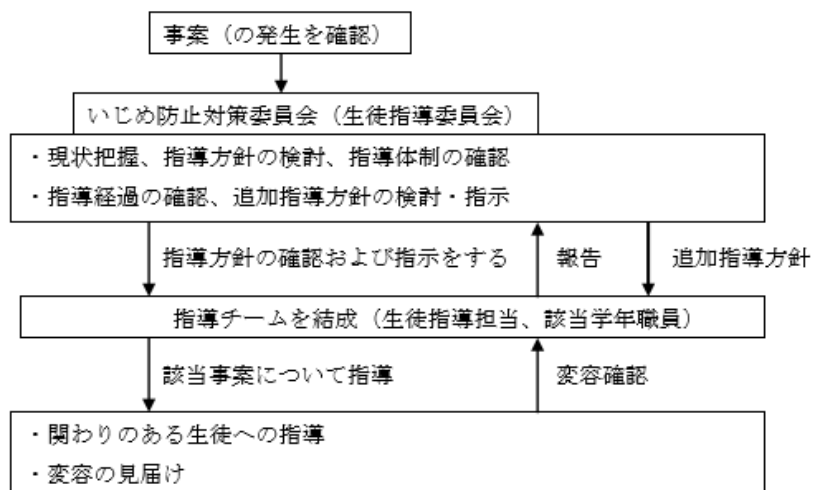 事案（の発生を確認）
いじめ防止対策委員会（生徒指導委員会）
・現状把握、指導方針の検討、指導体制の確認
・指導経過の確認、追加指導方針の検討・指示
指導方針の確認および指示をする
報告
追加指導方針
指導チームを結成（生徒指導担当、該当学年職員）
該当事案について指導
変容確認
・関わりのある生徒への指導
・変容の見届け